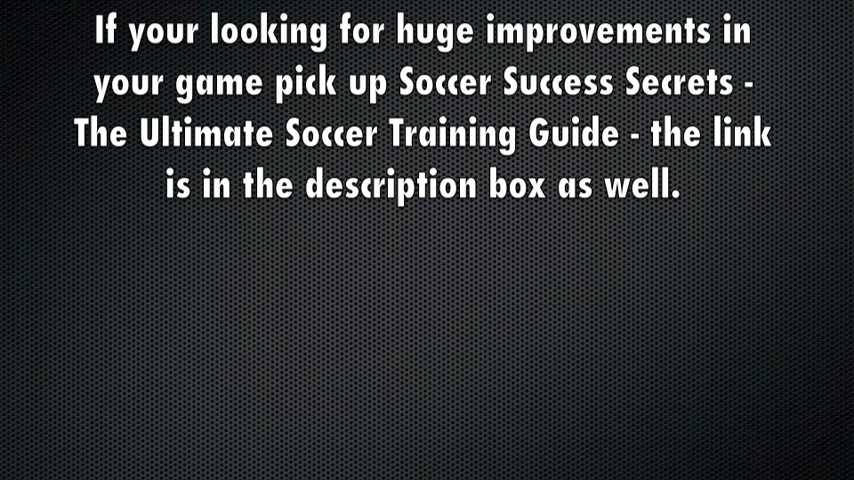 If your looking for huge improvements in
your game pick up Soccer Success Secrets -
The Ultimate Soccer Training Guide - the link
is in the description box as well.